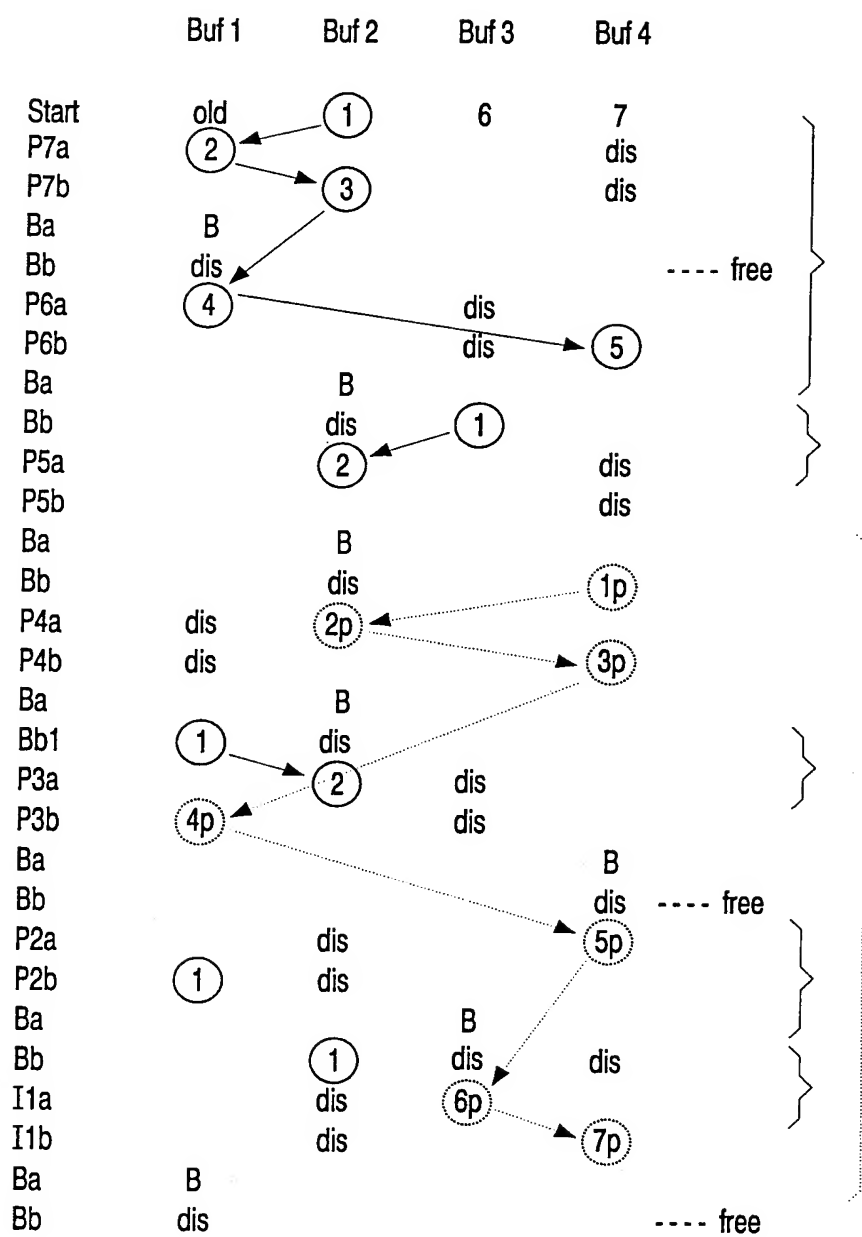 Buf 1 Buf 2 Buf 3 Buf 4
Start old 1 6 7
P7a 2 dis
P7b 3 dis
Ba B
Bb dis ---- free
P6a 4 dis
P6b dis 5
Ba B
Bb dis 1
P5a 2 dis
P5b dis
Ba B
Bb dis 1p
P4a dis 2p
P4b dis 3p
Ba B
Bb1 1 dis
P3a 2 dis
P3b 4p dis
Ba B
Bb dis ---- free
P2a dis 5p
P2b 1 dis
Ba B
Bb 1 dis dis
I1a dis 6p
I1b dis 7p
Ba B
Bb dis ---- free